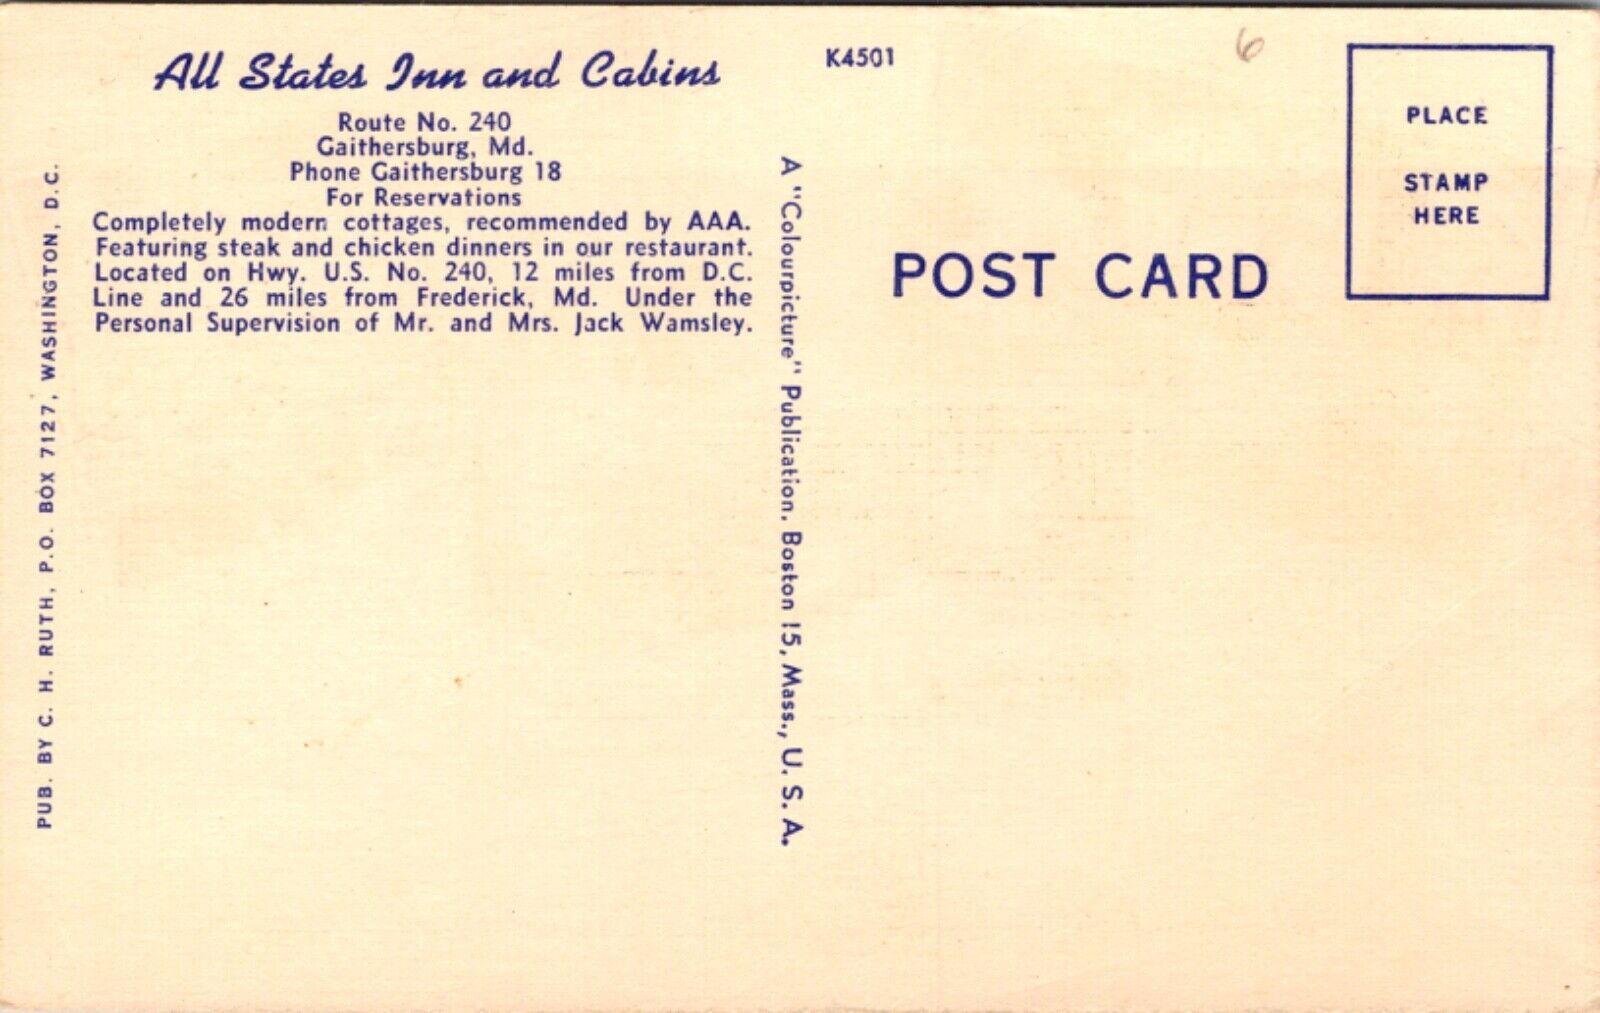 All States Inn and Cabins
Route No. 240
Gaithersburg, Md.
Phone Gaithersburg 18
For Reservations
Completely modern cottages, recommended by AAA.
Featuring steak and chicken dinners in our restaurant.
Located on Hwy. U.S. No. 240, 12 miles from D.C.
Line and 26 miles from Frederick, Md. Under the
Personal Supervision of Mr. and Mrs. Jack Wamsley.
PUB. BY C. H. RUTH, P.O. BOX 7127, WASHINGTON, D.C.
A "Colourpicture" Publication, Boston 15, Mass., U. S. A.
K4501
6
POST CARD
PLACE
STAMP
HERE